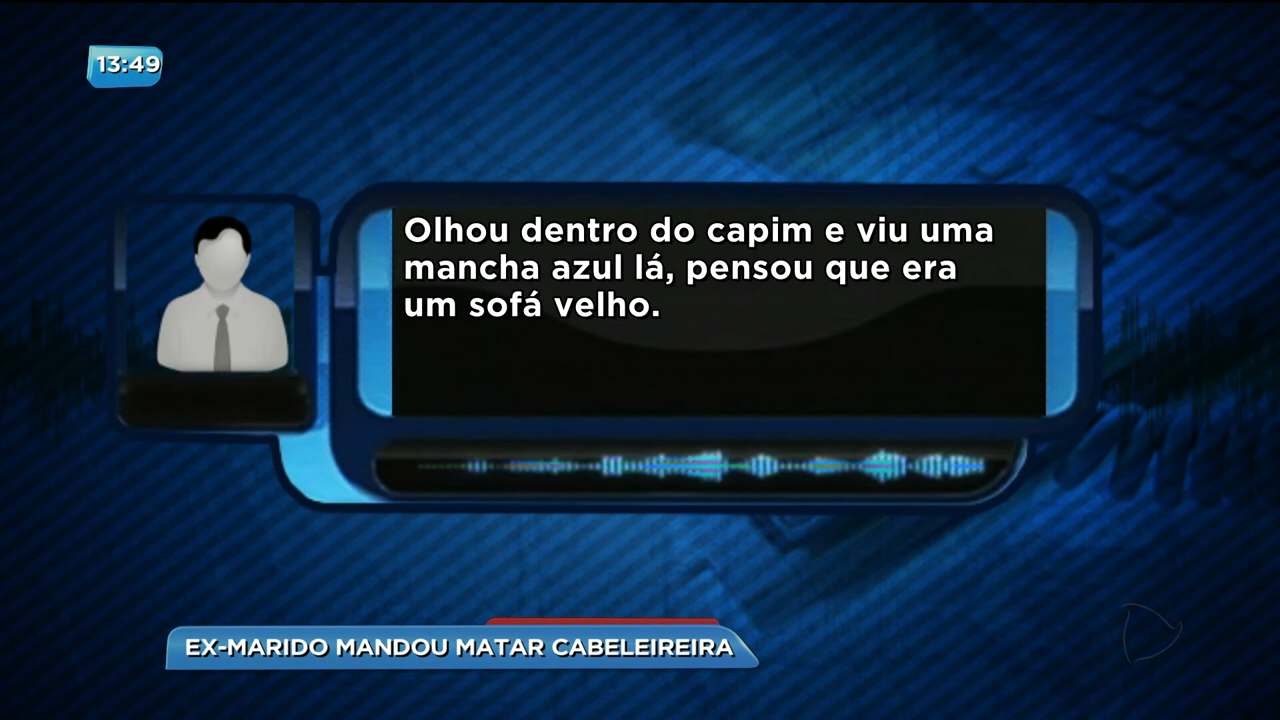 13:49
Olhou dentro do capim e viu uma
mancha azul lá, pensou que era
um sofá velho.
EX-MARIDO MANDOU MATAR CABELEIREIRA